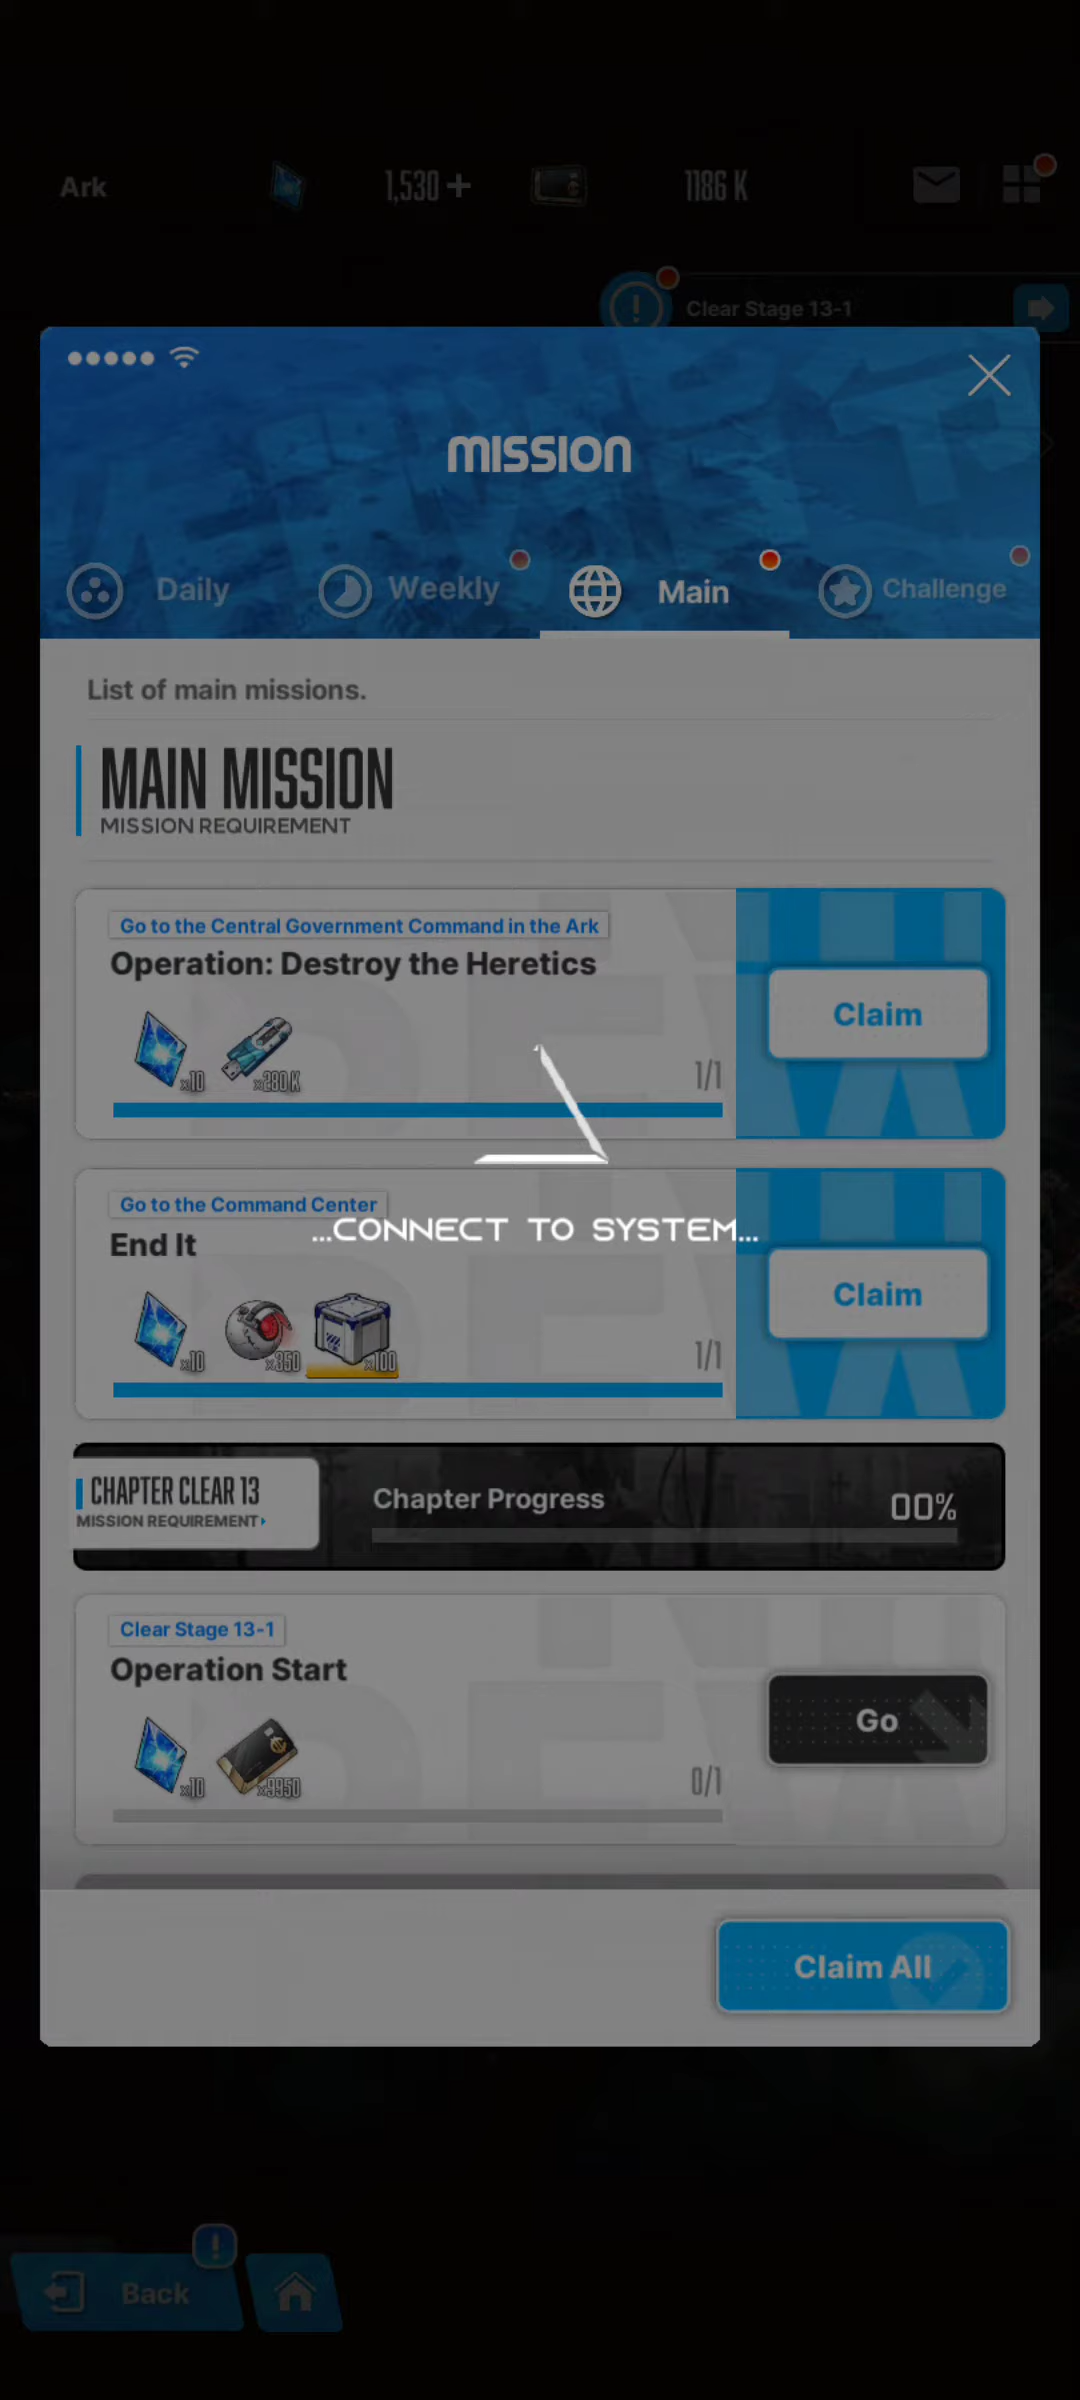 Ark
1,530 +
1186 K
Clear Stage 13-1
MISSION
Daily
Weekly
Main
Challenge
List of main missions.
MAIN MISSION
MISSION REQUIREMENT
Go to the Central Government Command in the Ark
Operation: Destroy the Heretics
x10
x280 K
1/1
Claim
Go to the Command Center
...CONNECT TO SYSTEM...
End It
x10
x350
x100
1/1
Claim
CHAPTER CLEAR 13
MISSION REQUIREMENT
Chapter Progress
00%
Clear Stage 13-1
Operation Start
x10
x9950
0/1
Go
Claim All
Back